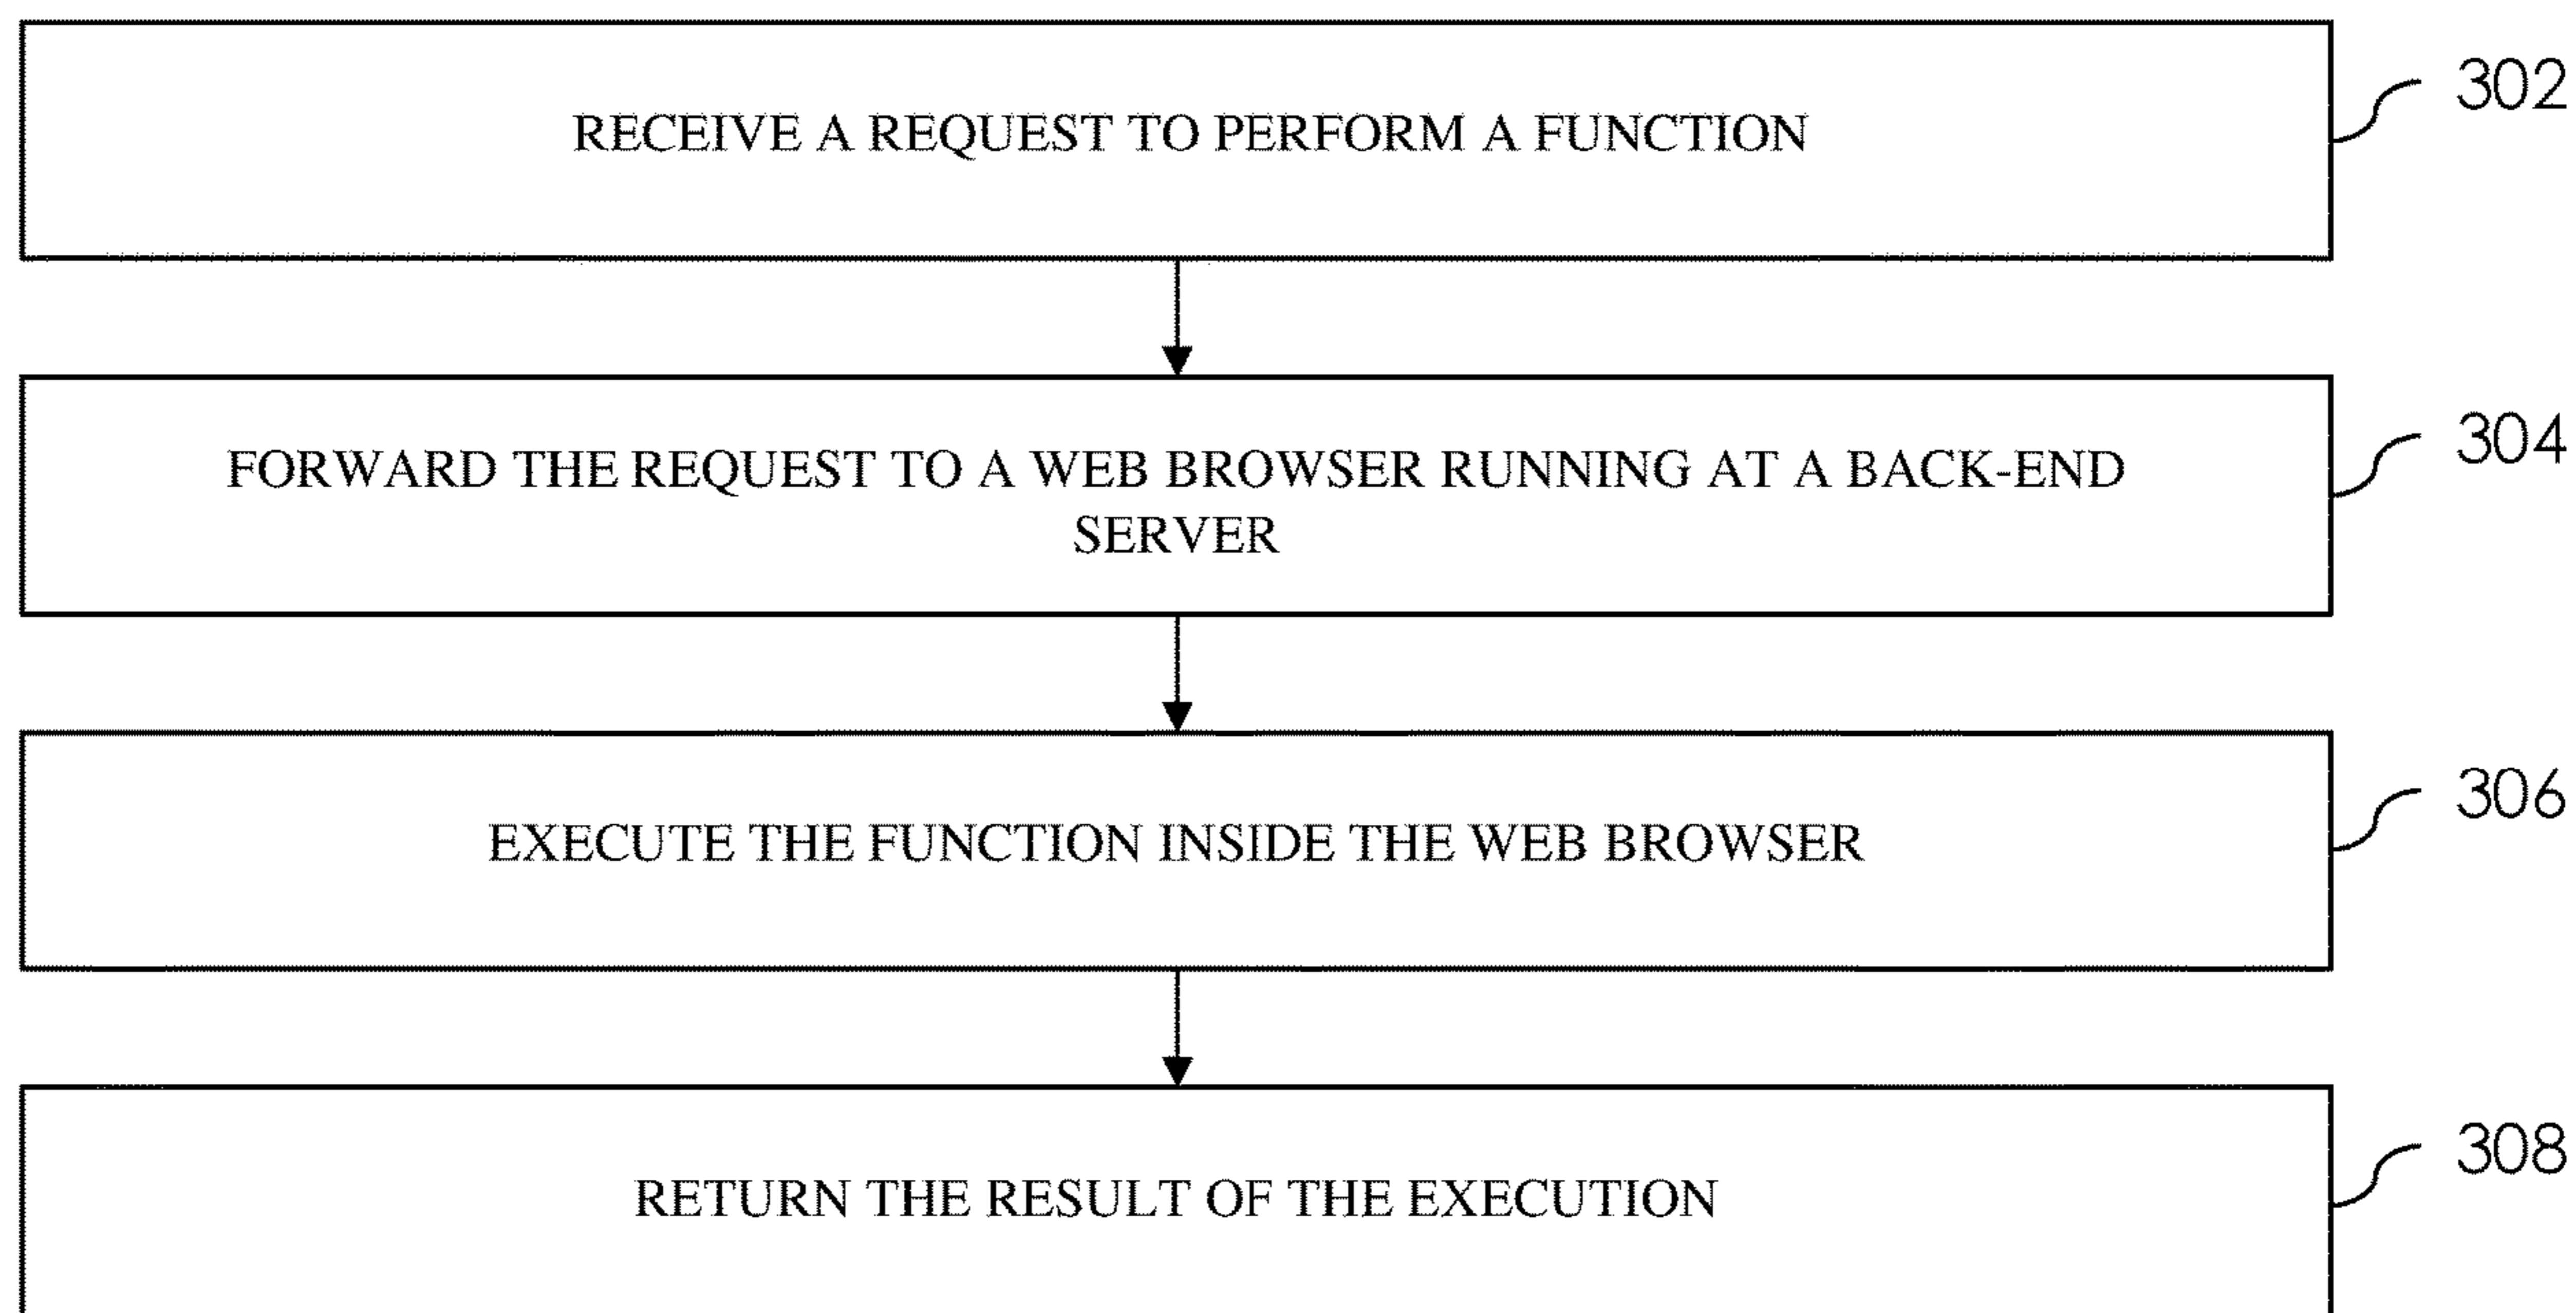 RECEIVE A REQUEST TO PERFORM A FUNCTION
302
FORWARD THE REQUEST TO A WEB BROWSER RUNNING AT A BACK-END
SERVER
304
EXECUTE THE FUNCTION INSIDE THE WEB BROWSER
306
RETURN THE RESULT OF THE EXECUTION
308